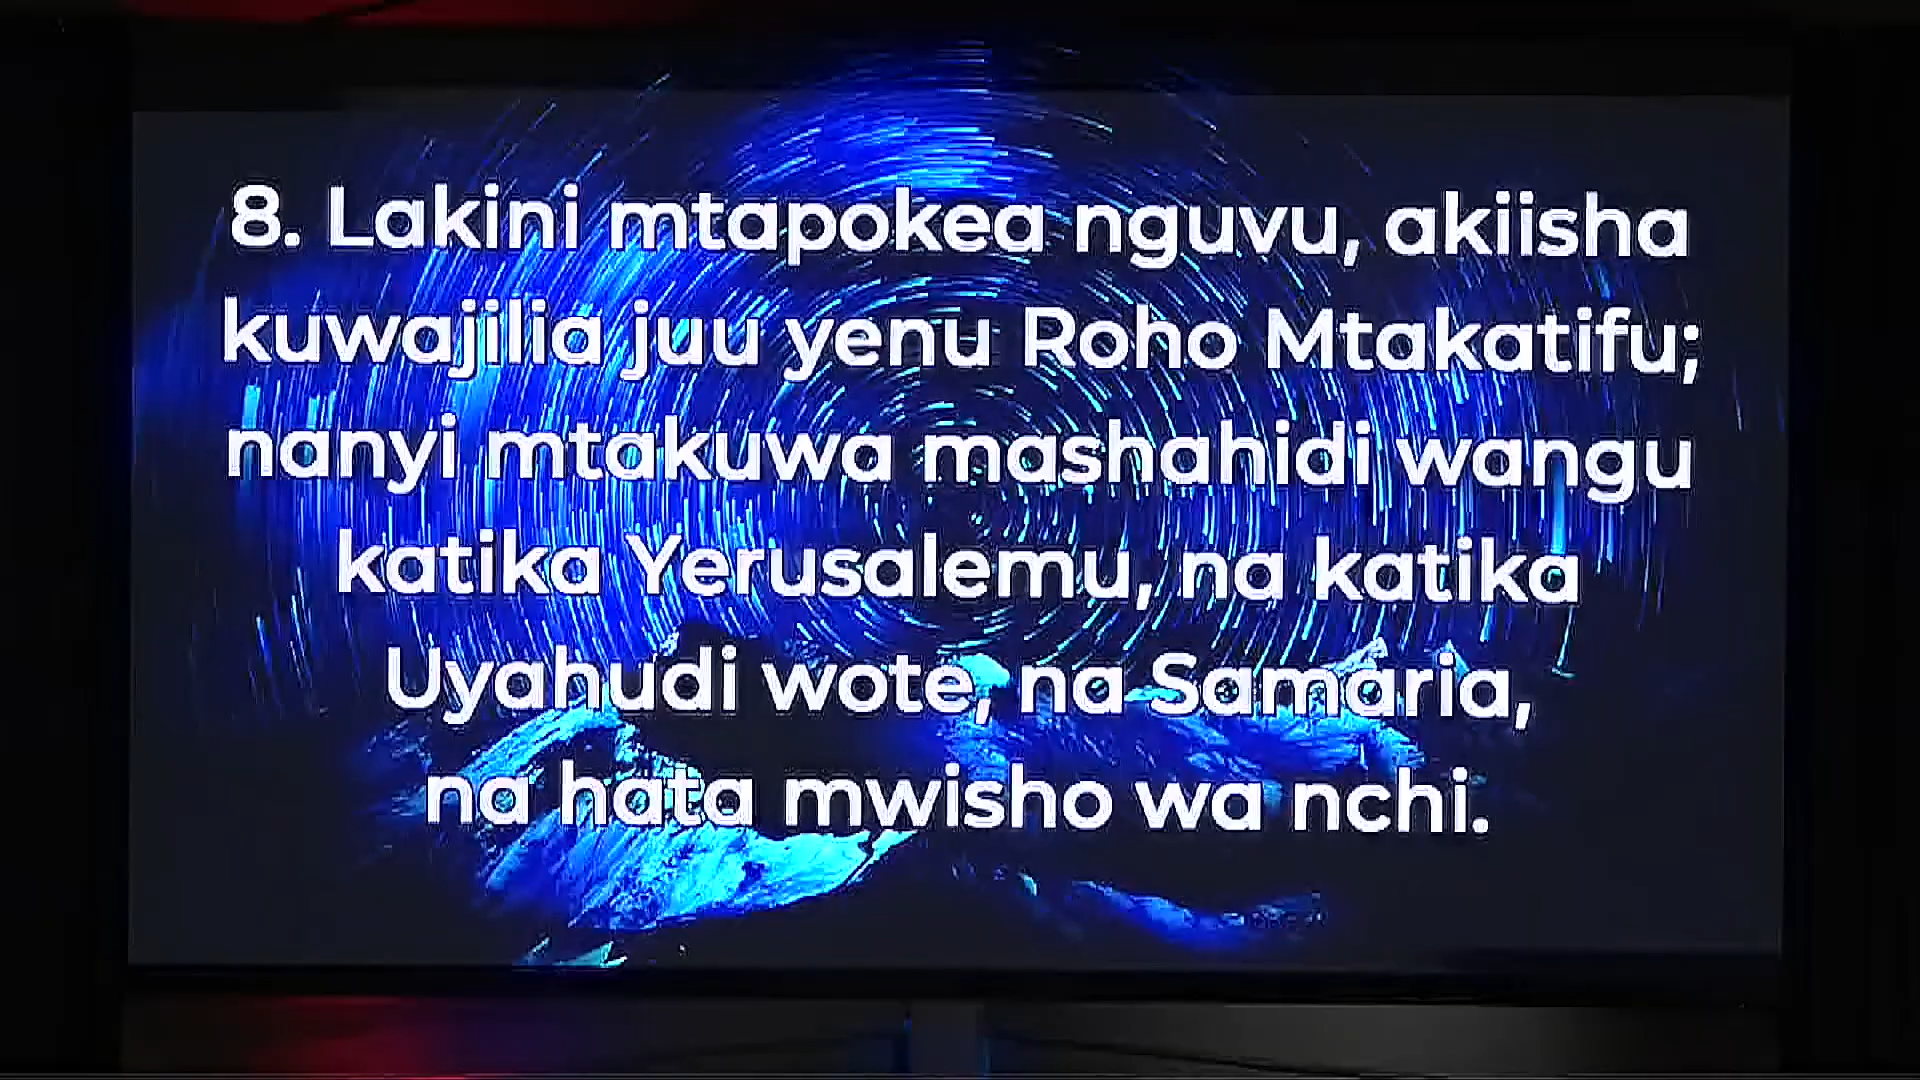 8. Lakini mtapokea nguvu, akiisha
kuwajilia juu yenu Roho Mtakatifu;
nanyi mtakuwa mashahidi wangu
katika Yerusalemu, na katika
Uyahudi wote, na Samaria,
na hata mwisho wa nchi.